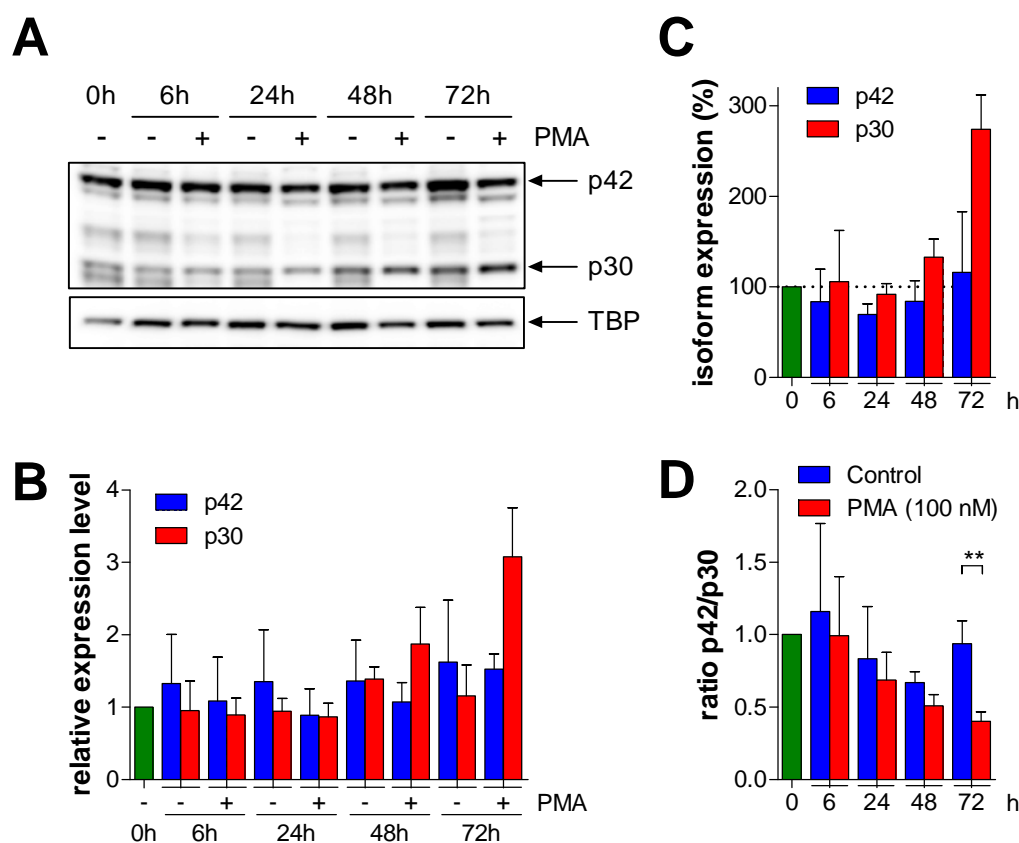 A
0h 6h 24h 48h 72h
- - + - + - + - + PMA
p42
p30
TBP
B
relative expression level
4
3
2
1
0
p42
p30
- - + - + - + - + PMA
0h 6h 24h 48h 72h
C
isoform expression (%)
300
200
100
0
p42
p30
0 6 24 48 72 h
D
ratio p42/p30
2.0
1.5
1.0
0.5
0.0
Control
PMA (100 nM)
**
0 6 24 48 72 h